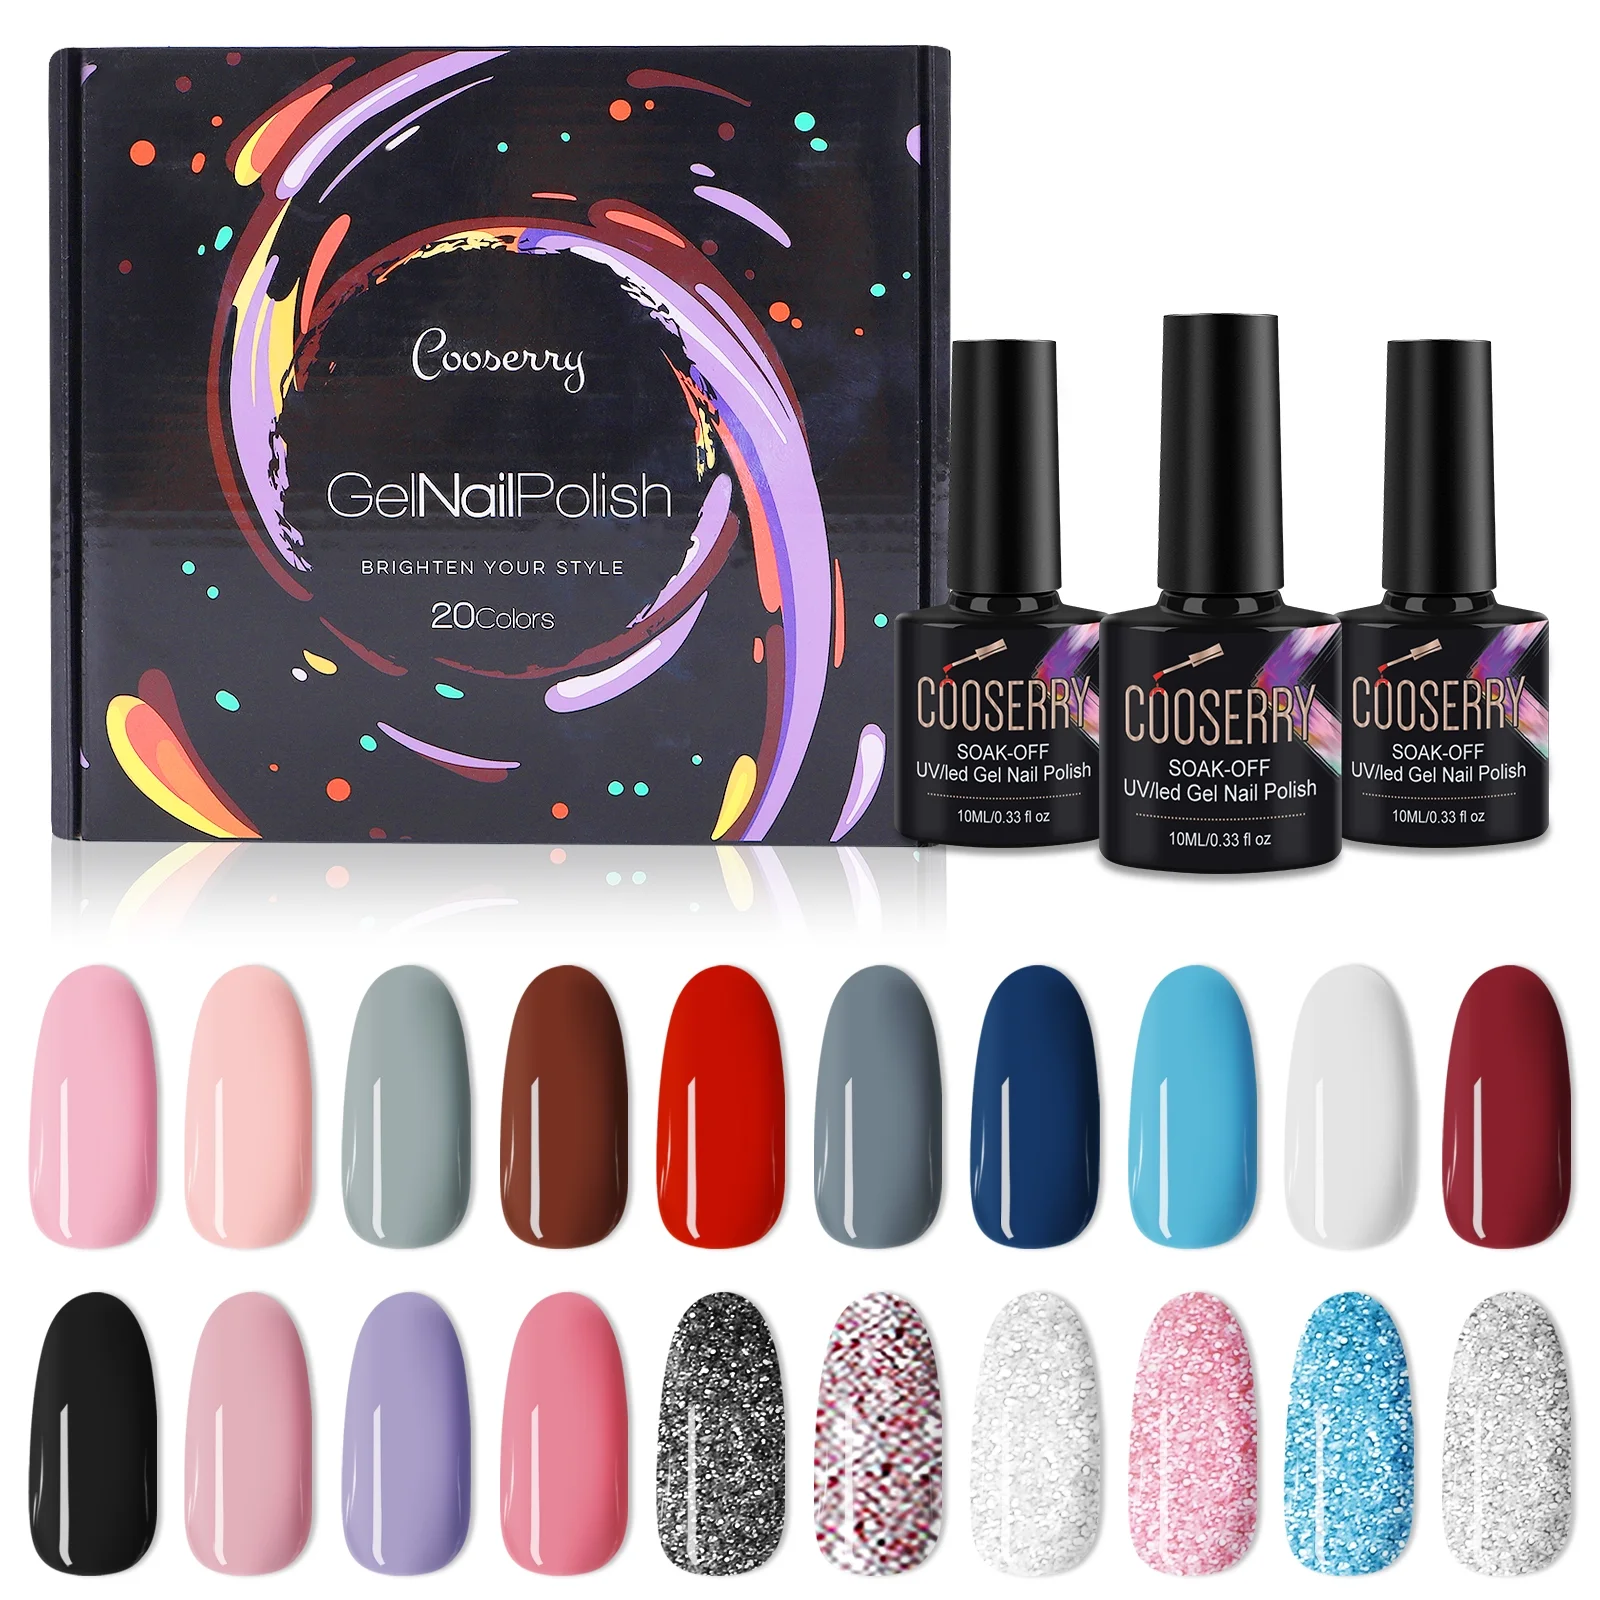 Cooserry
GelNailPolish
BRIGHTEN YOUR STYLE
20Colors
COOSERRY
SOAK-OFF
UV/led Gel Nail Polish
10ML/0.33 fl oz
COOSERRY
SOAK-OFF
UV/led Gel Nail Polish
10ML/0.33 fl oz
COOSERRY
SOAK-OFF
UV/led Gel Nail Polish
10ML/0.33 fl oz